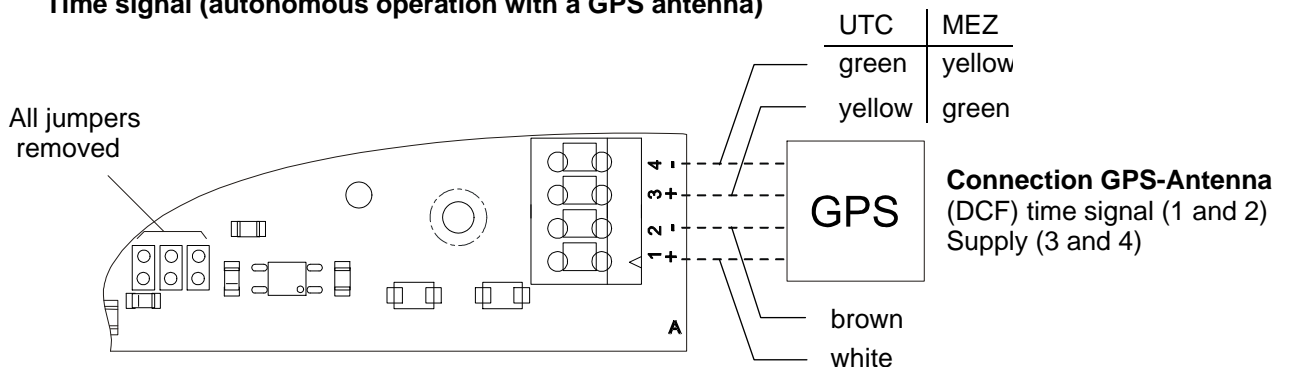 Time signal (autonomous operation with a GPS antenna)
UTC MEZ
green yellow
yellow green
All jumpers
removed
4 -
3 +
2 -
1 +
GPS
Connection GPS-Antenna
(DCF) time signal (1 and 2)
Supply (3 and 4)
A
brown
white